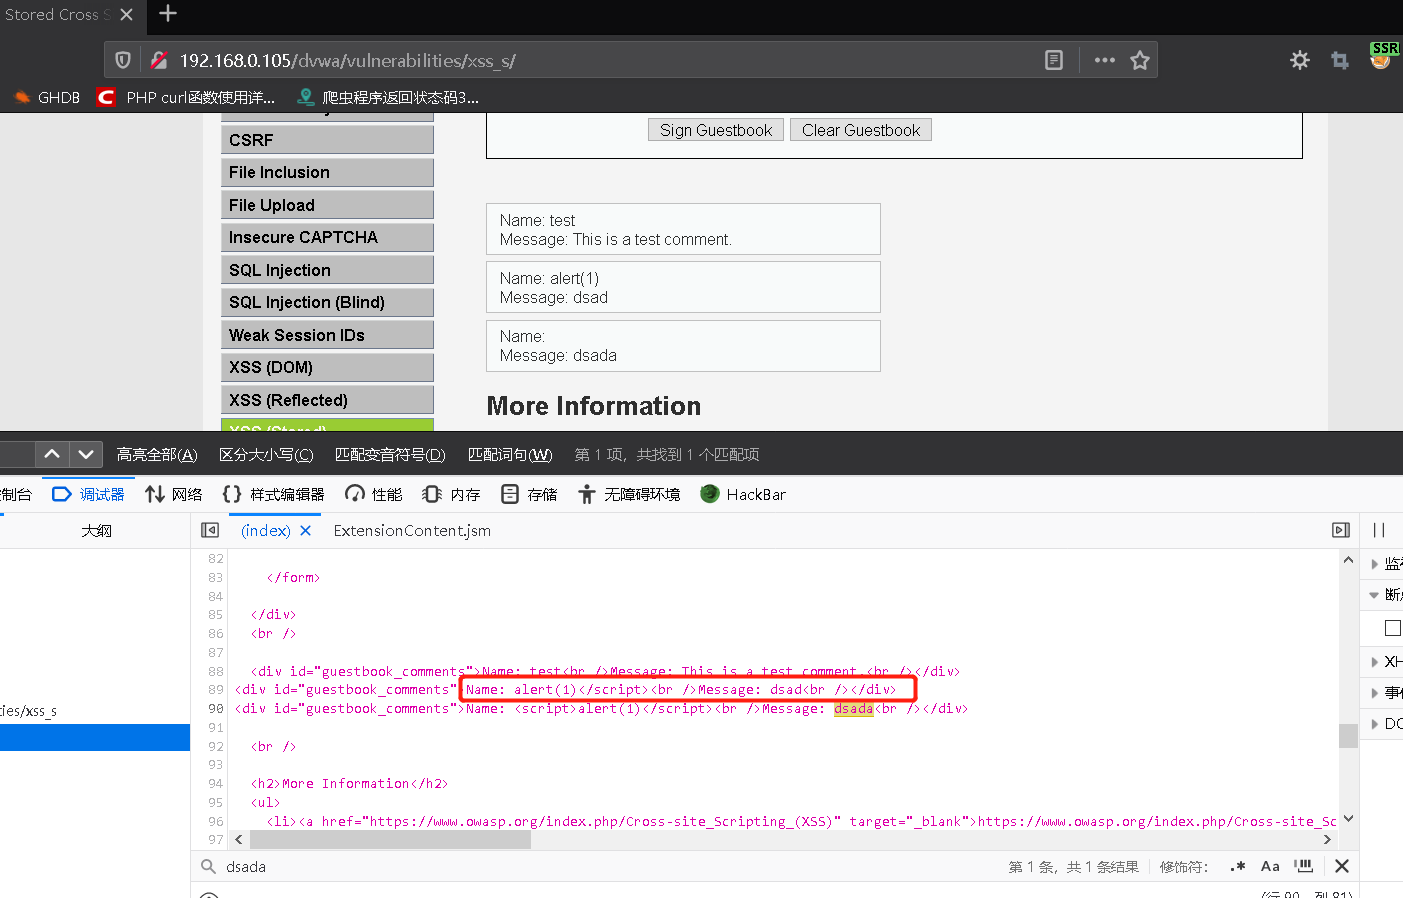 Stored Cross S
192.168.0.105/dvwa/vulnerabilities/xss_s/
SSR
GHDB
C
PHP curl函数使用详...
爬虫程序返回状态码3...
Sign Guestbook
Clear Guestbook
CSRF
File Inclusion
File Upload
Insecure CAPTCHA
SQL Injection
SQL Injection (Blind)
Weak Session IDs
XSS (DOM)
XSS (Reflected)
XSS (Stored)
Name: test
Message: This is a test comment.
Name: alert(1)
Message: dsad
Name:
Message: dsada
More Information
高亮全部(A) 区分大小写(C) 匹配变音符号(D) 匹配词句(W) 第 1 项，共找到 1 个匹配项
制台 调试器 网络 {} 样式编辑器 性能 内存 存储 无障碍环境 HackBar
大纲
(index) ExtensionContent.jsm
ties/xss_s
82
83 </form>
84
85 </div>
86 <br />
87
88 <div id="guestbook_comments">Name: test<br />Message: This is a test comment.<br /></div>
89 <div id="guestbook_comments">Name: alert(1)</script><br />Message: dsad<br /></div>
90 <div id="guestbook_comments">Name: <script>alert(1)</script><br />Message: dsada<br /></div>
91
92 <br />
93
94 <h2>More Information</h2>
95 <ul>
96 <li><a href="https://www.owasp.org/index.php/Cross-site_Scripting_(XSS)" target="_blank">https://www.owasp.org/index.php/Cross-site_Sc
97
监
断
XH
事
DO
dsada
第 1 条，共 1 条结果 修饰符： .* Aa
(行 90，列 81)